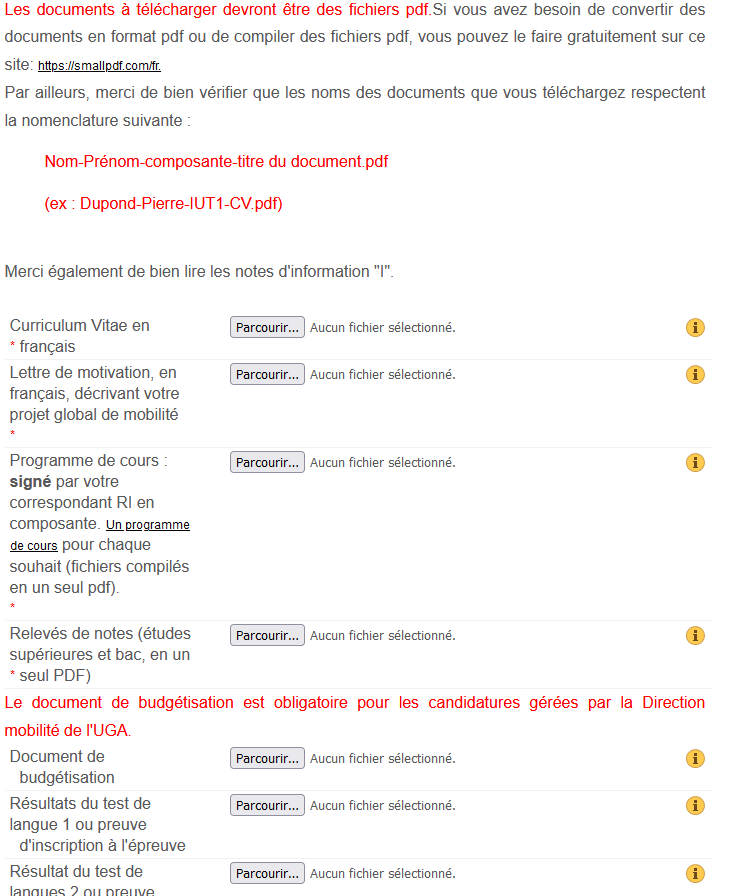 Les documents à télécharger devront être des fichiers pdf.Si vous avez besoin de convertir des
documents en format pdf ou de compiler des fichiers pdf, vous pouvez le faire gratuitement sur ce
site: https://smallpdf.com/fr.
Par ailleurs, merci de bien vérifier que les noms des documents que vous téléchargez respectent
la nomenclature suivante :
Nom-Prénom-composante-titre du document.pdf
(ex : Dupond-Pierre-IUT1-CV.pdf)
Merci également de bien lire les notes d'information "I".
Curriculum Vitae en
* français
Parcourir... Aucun fichier sélectionné.
Lettre de motivation, en
français, décrivant votre
projet global de mobilité
*
Parcourir... Aucun fichier sélectionné.
Programme de cours :
signé par votre
correspondant RI en
composante. Un programme
de cours pour chaque
souhait (fichiers compilés
en un seul pdf).
*
Parcourir... Aucun fichier sélectionné.
Relevés de notes (études
supérieures et bac, en un
* seul PDF)
Parcourir... Aucun fichier sélectionné.
Le document de budgétisation est obligatoire pour les candidatures gérées par la Direction
mobilité de l'UGA.
Document de
budgétisation
Parcourir... Aucun fichier sélectionné.
Résultats du test de
langue 1 ou preuve
d'inscription à l'épreuve
Parcourir... Aucun fichier sélectionné.
Résultat du test de
langues 2 ou preuve
Parcourir... Aucun fichier sélectionné.